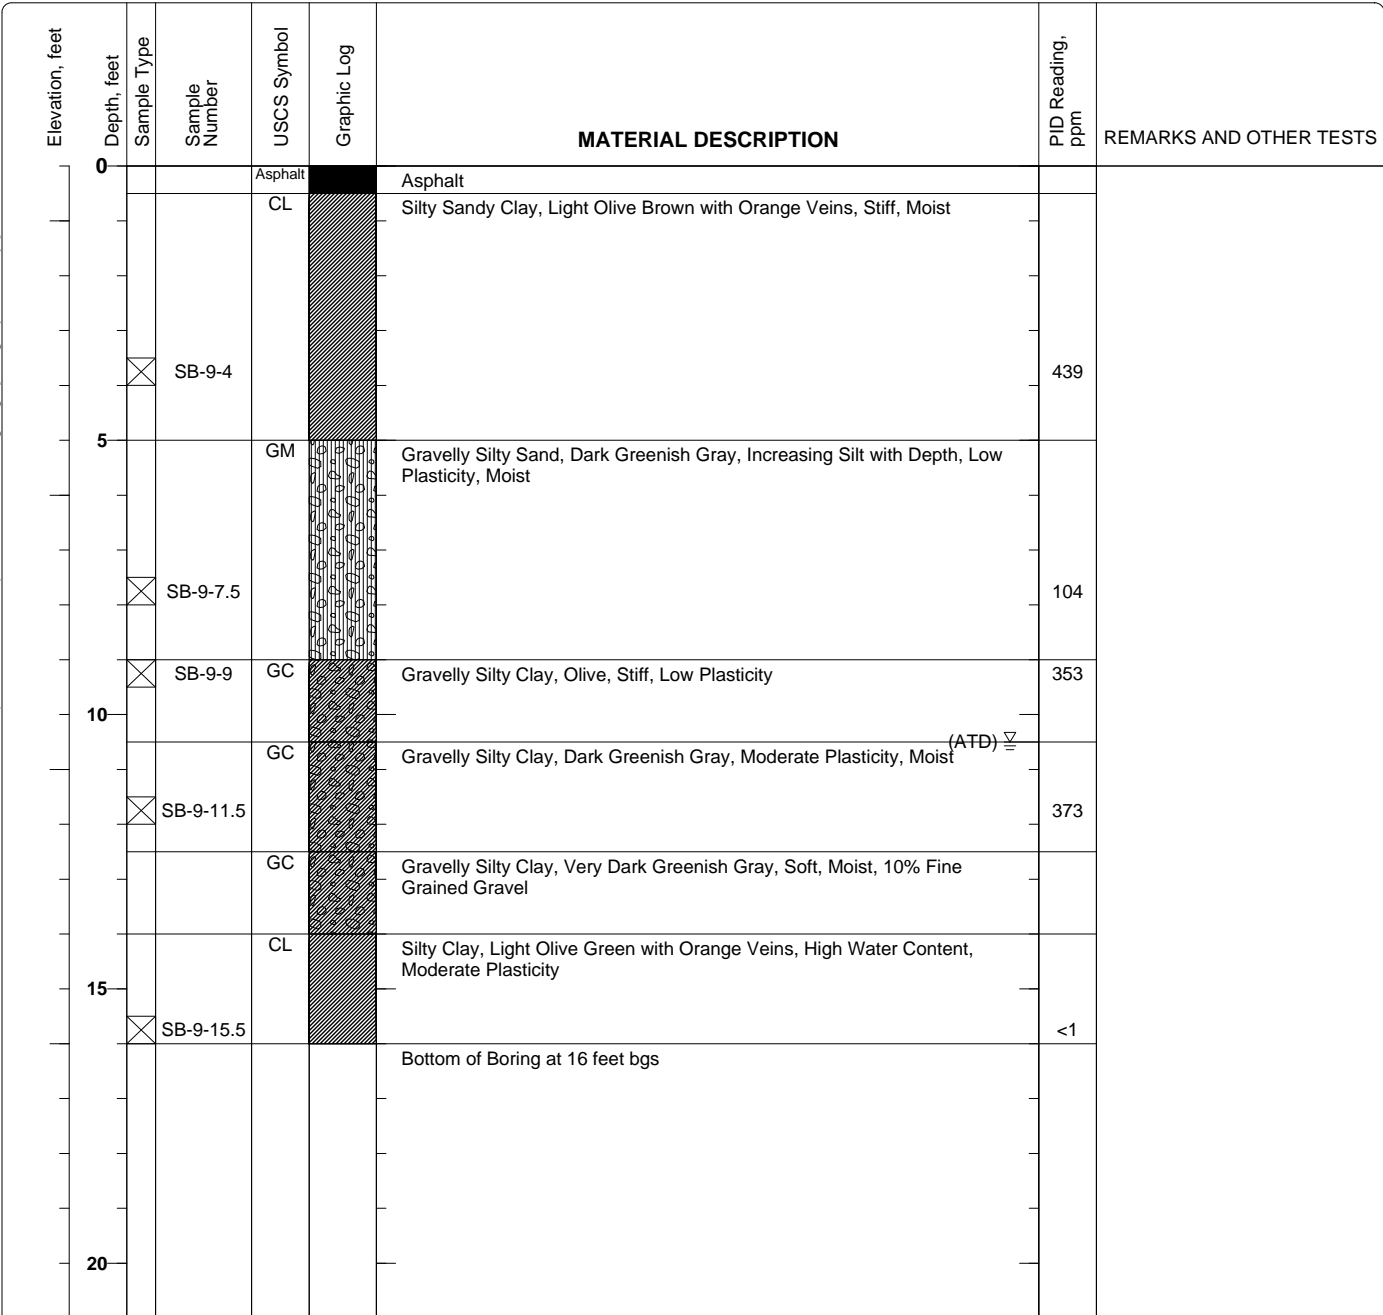 Elevation, feet
Depth, feet
Sample Type
Sample
Number
USCS Symbol
Graphic Log
MATERIAL DESCRIPTION
PID Reading,
ppm
REMARKS AND OTHER TESTS
0
Asphalt
Asphalt
CL
Silty Sandy Clay, Light Olive Brown with Orange Veins, Stiff, Moist
SB-9-4
439
5
GM
Gravelly Silty Sand, Dark Greenish Gray, Increasing Silt with Depth, Low
Plasticity, Moist
SB-9-7.5
104
SB-9-9
GC
Gravelly Silty Clay, Olive, Stiff, Low Plasticity
353
10
(ATD)
GC
Gravelly Silty Clay, Dark Greenish Gray, Moderate Plasticity, Moist
SB-9-11.5
373
GC
Gravelly Silty Clay, Very Dark Greenish Gray, Soft, Moist, 10% Fine
Grained Gravel
CL
Silty Clay, Light Olive Green with Orange Veins, High Water Content,
Moderate Plasticity
15
SB-9-15.5
<1
Bottom of Boring at 16 feet bgs
20